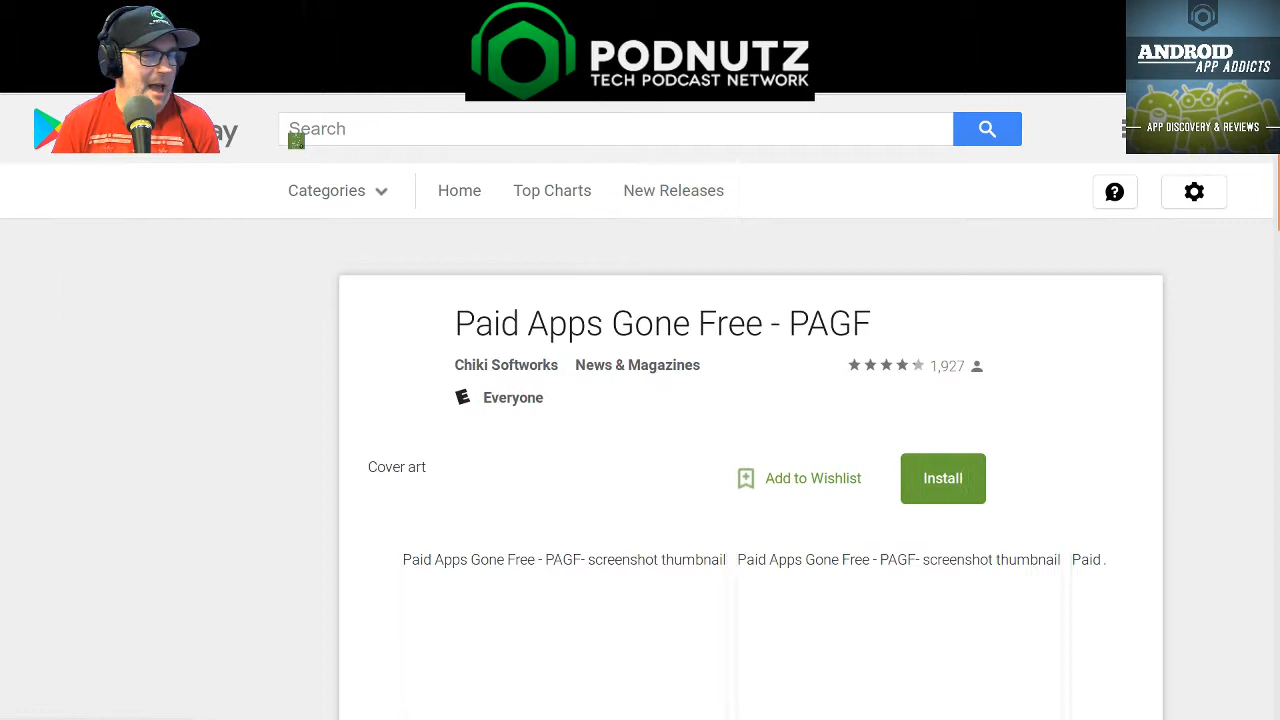 PODNUTZ
TECH PODCAST NETWORK
ANDROID
APP ADDICTS
APP DISCOVERY & REVIEWS
ay
Search
Categories
Home
Top Charts
New Releases
Paid Apps Gone Free - PAGF
Chiki Softworks
News & Magazines
1,927
E Everyone
Cover art
Add to Wishlist
Install
Paid Apps Gone Free - PAGF- screenshot thumbnail
Paid Apps Gone Free - PAGF- screenshot thumbnail
Paid .